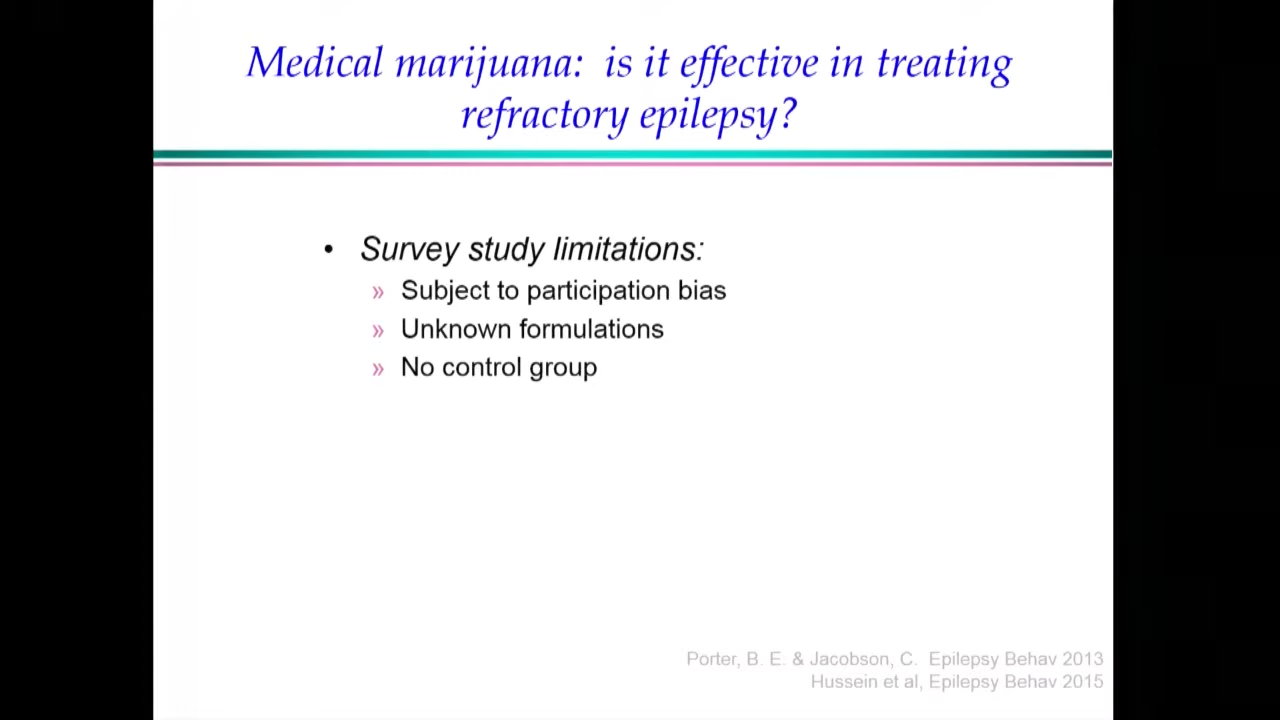 Medical marijuana: is it effective in treating
refractory epilepsy?
• Survey study limitations:
» Subject to participation bias
» Unknown formulations
» No control group
Porter, B. E. & Jacobson, C. Epilepsy Behav 2013
Hussein et al, Epilepsy Behav 2015